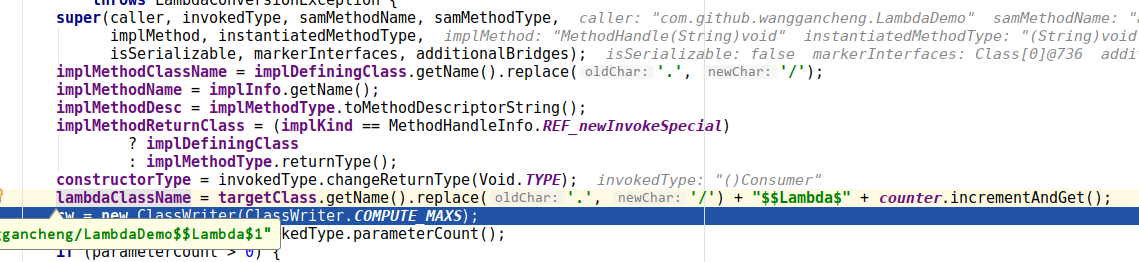 throws LambdaConversionException {
super(caller, invokedType, samMethodName, samMethodType, caller: "com.github.wanggancheng.LambdaDemo" samMethodName: "a
implMethod, instantiatedMethodType, implMethod: "MethodHandle(String)void" instantiatedMethodType: "(String)void
isSerializable, markerInterfaces, additionalBridges); isSerializable: false markerInterfaces: Class[0]@736 addi
implMethodClassName = implDefiningClass.getName().replace( oldChar: '.', newChar: '/');
implMethodName = implInfo.getName();
implMethodDesc = implMethodType.toMethodDescriptorString();
implMethodReturnClass = (implKind == MethodHandleInfo.REF_newInvokeSpecial)
? implDefiningClass
: implMethodType.returnType();
constructorType = invokedType.changeReturnType(Void.TYPE); invokedType: "()Consumer"
lambdaClassName = targetClass.getName().replace( oldChar: '.', newChar: '/') + "$$Lambda$" + counter.incrementAndGet();
cw = new ClassWriter(ClassWriter.COMPUTE_MAXS);
ggancheng/LambdaDemo$$Lambda$1" kedType.parameterCount();
if (parameterCount > 0) {